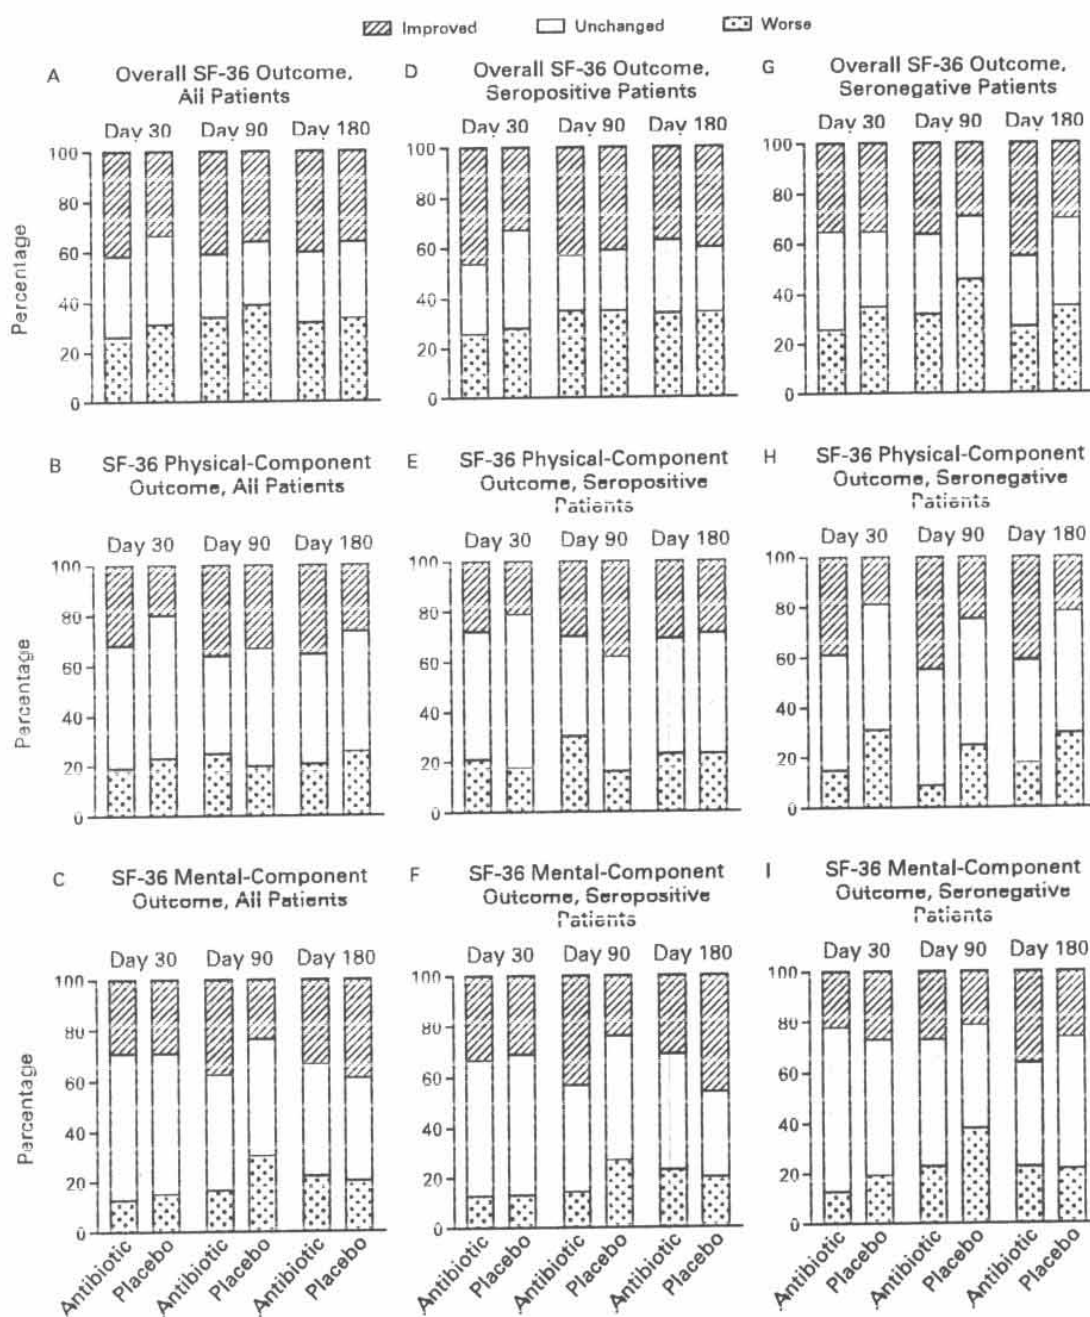 Improved Unchanged Worse
A Overall SF-36 Outcome,
All Patients
Day 30 Day 90 Day 180
100
80
60
40
20
0
Percentage
D Overall SF-36 Outcome,
Seropositive Patients
Day 30 Day 90 Day 180
100
80
60
40
20
0
G Overall SF-36 Outcome,
Seronegative Patients
Day 30 Day 90 Day 180
100
80
60
40
20
0
B SF-36 Physical-Component
Outcome, All Patients
Day 30 Day 90 Day 180
100
80
60
40
20
0
Percentage
E SF-36 Physical-Component
Outcome, Seropositive
Patients
Day 30 Day 90 Day 180
100
80
60
40
20
0
H SF-36 Physical-Component
Outcome, Seronegative
Patients
Day 30 Day 90 Day 180
100
80
60
40
20
0
C SF-36 Mental-Component
Outcome, All Patients
Day 30 Day 90 Day 180
100
80
60
40
20
0
Percentage
Antibiotic Placebo Antibiotic Placebo Antibiotic Placebo
F SF-36 Mental-Component
Outcome, Seropositive
Patients
Day 30 Day 90 Day 180
100
80
60
40
20
0
Antibiotic Placebo Antibiotic Placebo Antibiotic Placebo
I SF-36 Mental-Component
Outcome, Seronegative
Patients
Day 30 Day 90 Day 180
100
80
60
40
20
0
Antibiotic Placebo Antibiotic Placebo Antibiotic Placebo